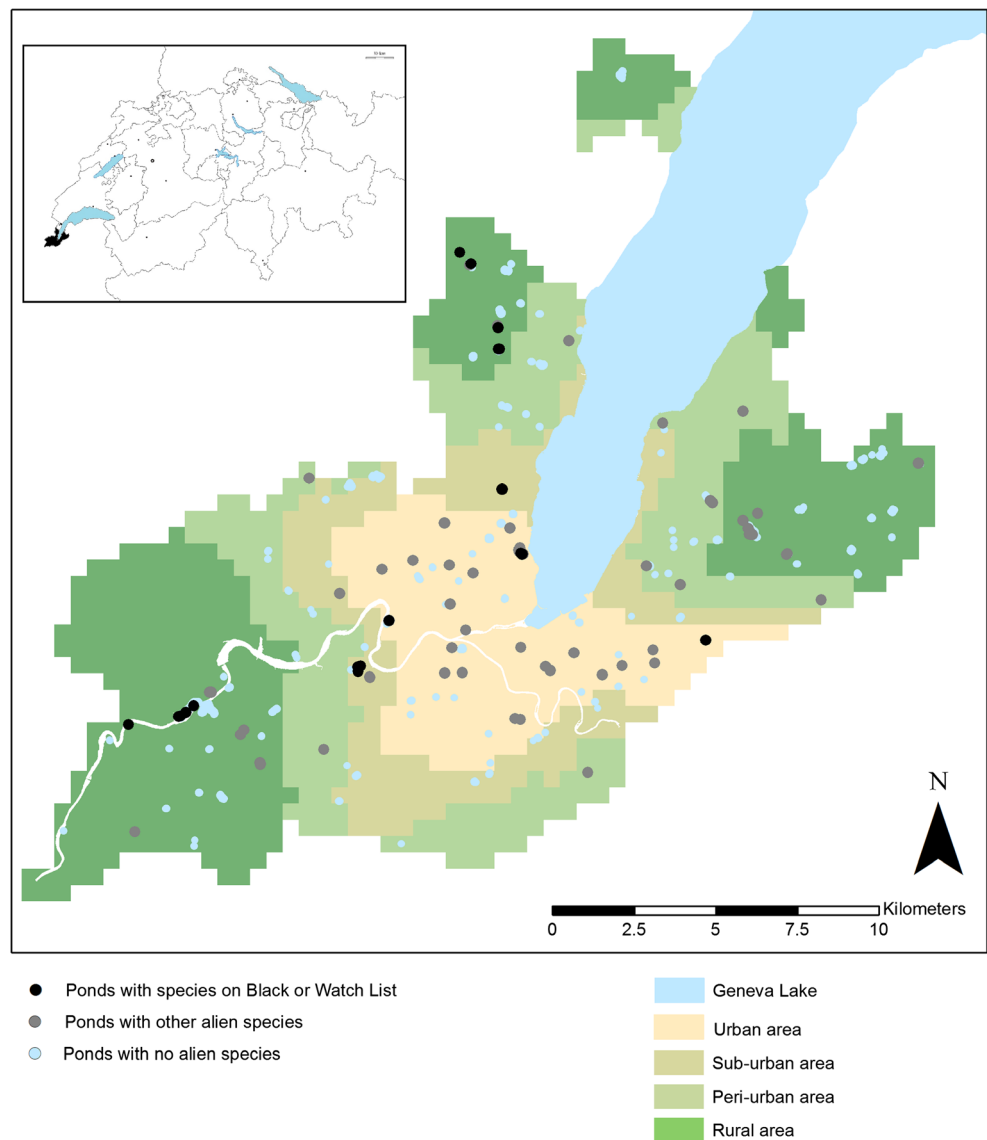 N
Kilometers
0 2.5 5 7.5 10
Ponds with species on Black or Watch List
Ponds with other alien species
Ponds with no alien species
Geneva Lake
Urban area
Sub-urban area
Peri-urban area
Rural area